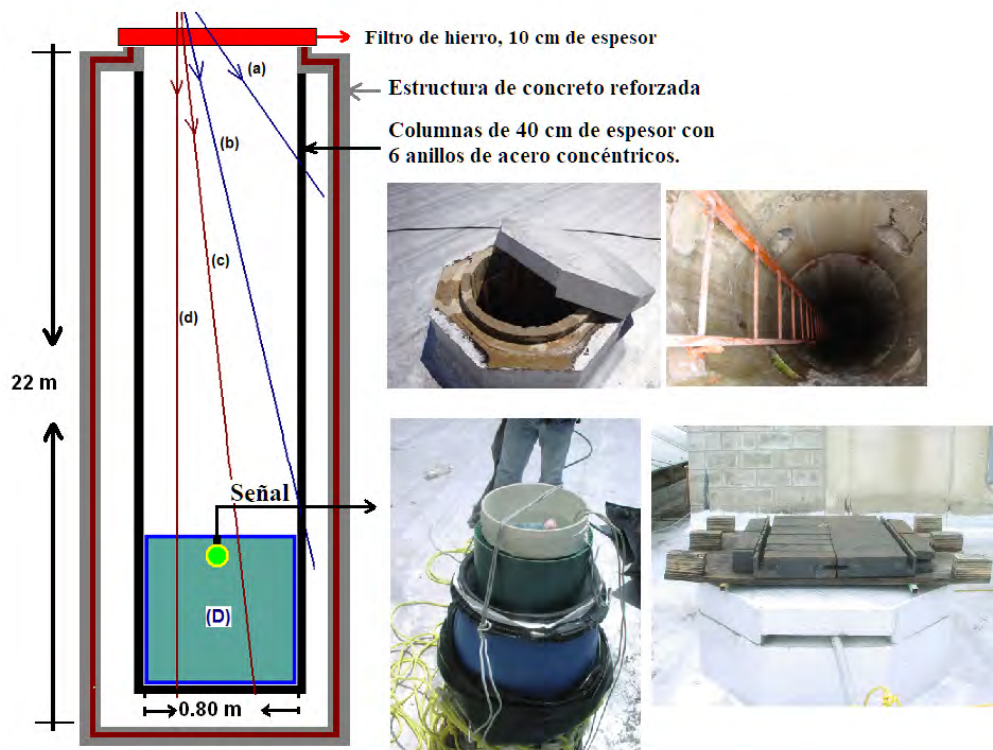 Filtro de hierro, 10 cm de espesor
(a)
Estructura de concreto reforzada
(b)
Columnas de 40 cm de espesor con
6 anillos de acero concéntricos.
(c)
(d)
22 m
Señal
(D)
0.80 m